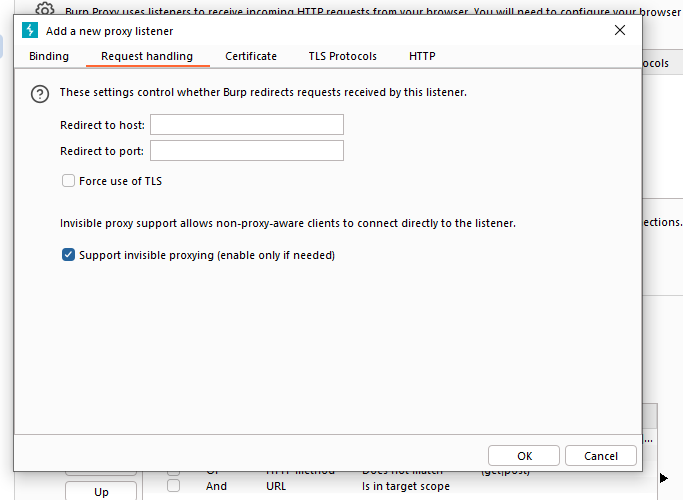 Burp Proxy uses listeners to receive incoming HTTP requests from your browser. You will need to configure your browser
Add a new proxy listener
Binding Request handling Certificate TLS Protocols HTTP
ocols
These settings control whether Burp redirects requests received by this listener.
Redirect to host:
Redirect to port:
Force use of TLS
Invisible proxy support allows non-proxy-aware clients to connect directly to the listener.
ections.
Support invisible proxying (enable only if needed)
...
OK Cancel
Or HTTP method Does not match (get|post)
Up
And URL Is in target scope